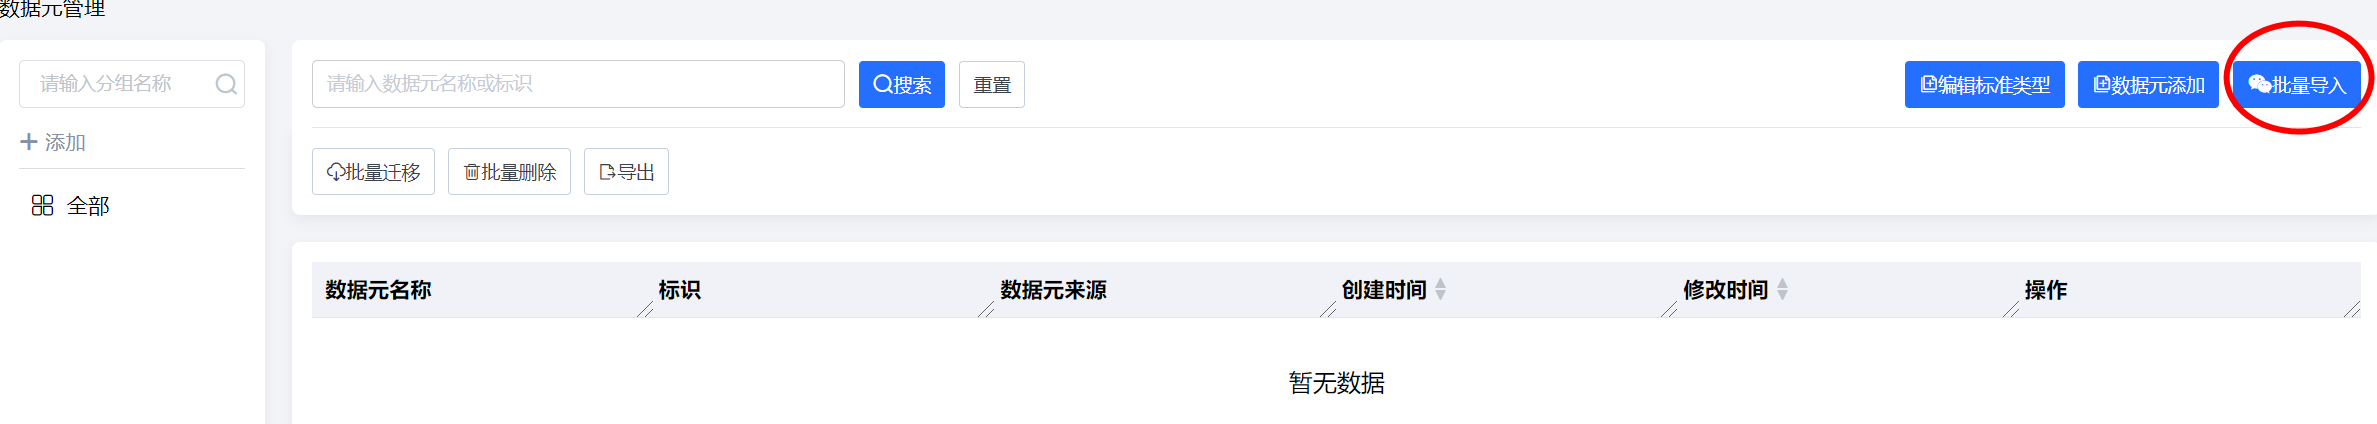 数据元管理
请输入分组名称
添加
全部
请输入数据元名称或标识
搜索
重置
编辑标准类型
数据元添加
批量导入
批量迁移
批量删除
导出
数据元名称 标识 数据元来源 创建时间 修改时间 操作
暂无数据